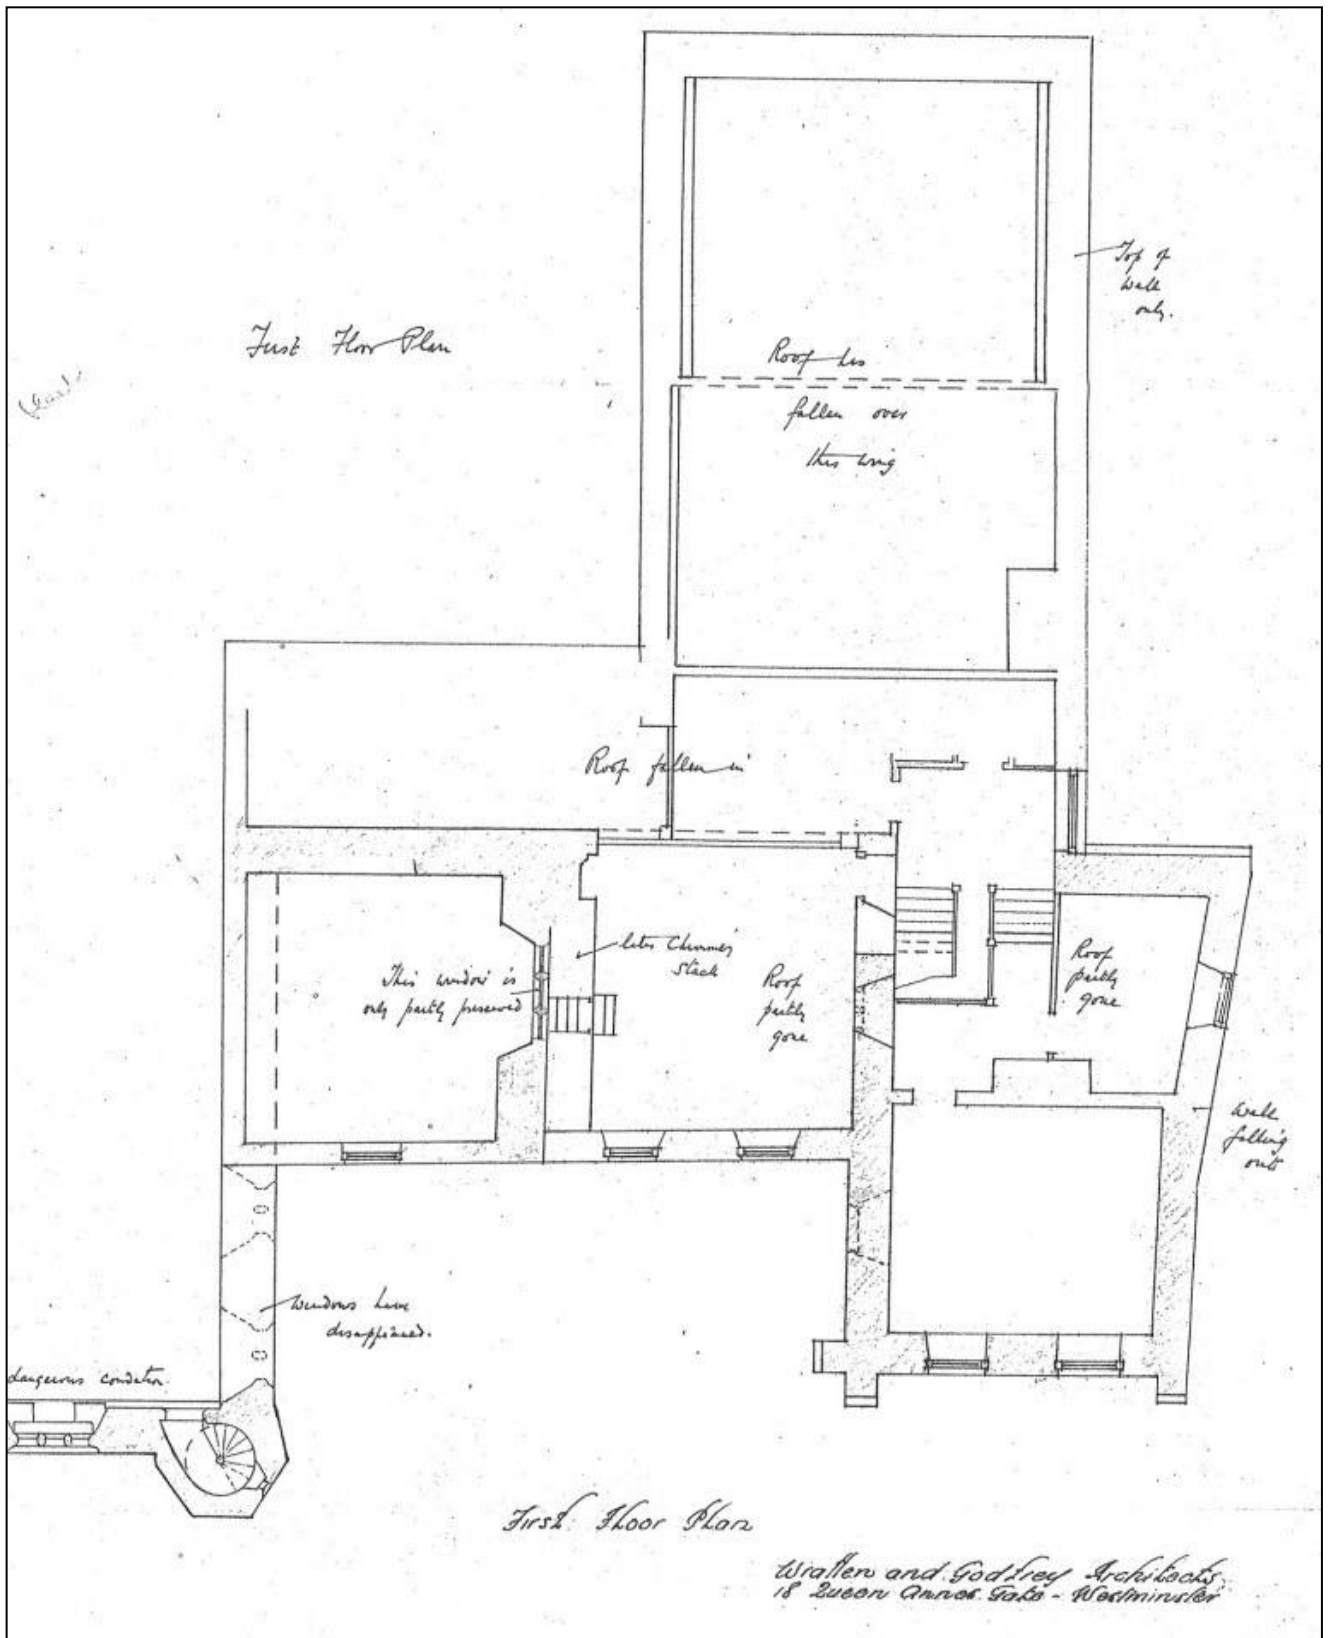 First Floor Plan
Top of
wall
only.
Roof has
fallen over
this wing
Roof fallen in
later Chimney
stack
This window is
only partly preserved
Roof
partly
gone
Roof
partly
gone
Wall
falling
out
Windows have
disappeared.
dangerous condition.
First Floor Plan
Wratten and Godfrey Architects,
18 Queen Annes Gate - Westminster